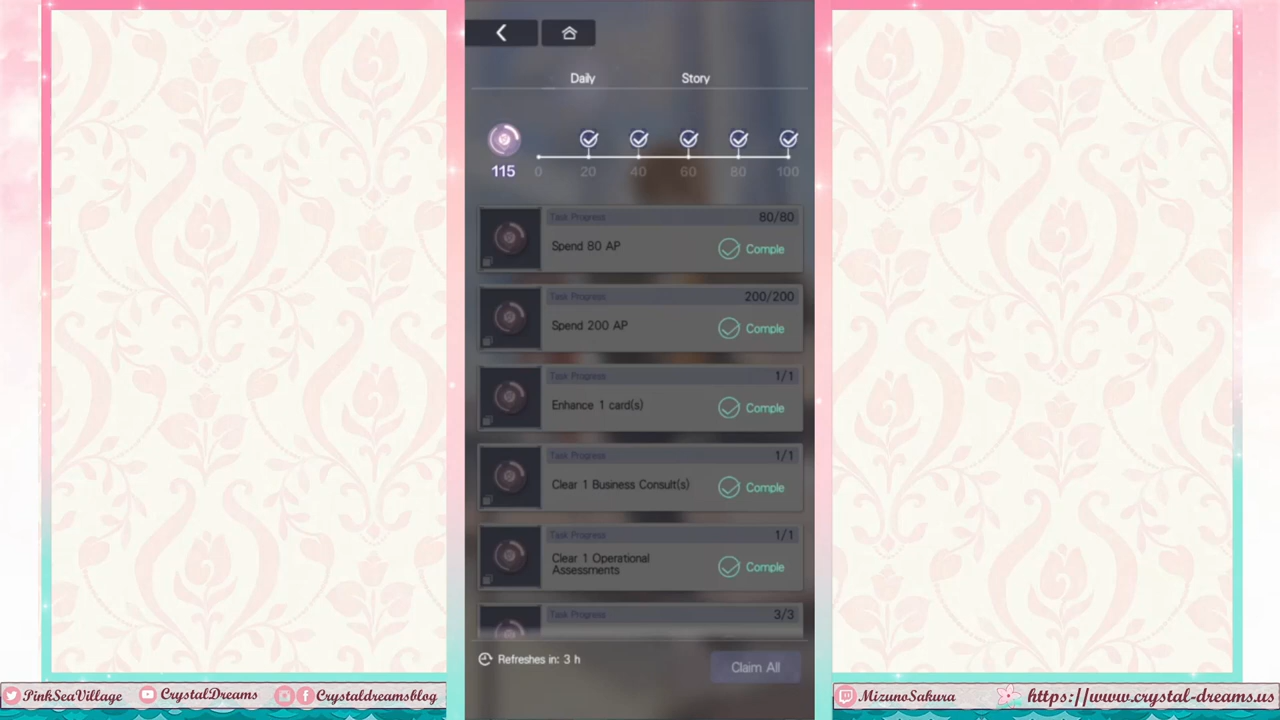 Daily
Story
115
0 20 40 60 80 100
Task Progress 80/80
Spend 80 AP
Comple
Task Progress 200/200
Spend 200 AP
Comple
Task Progress 1/1
Enhance 1 card(s)
Comple
Task Progress 1/1
Clear 1 Business Consult(s)
Comple
Task Progress 1/1
Clear 1 Operational
Assessments
Comple
Task Progress 3/3
Refreshes in: 3 h
Claim All
PinkSeaVillage CrystalDreams Crystaldreamsblog
MizunoSakura https://www.crystal-dreams.us